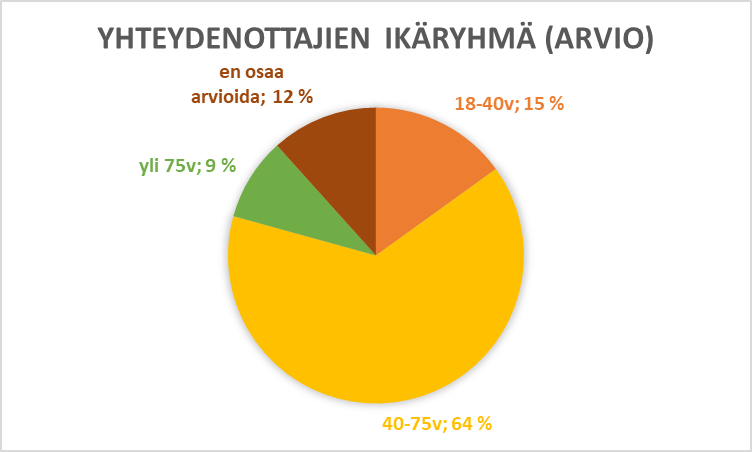 YHTEYDENOTTAJIEN IKÄRYHMÄ (ARVIO)
en osaa
arvioida; 12 %
18-40v; 15 %
yli 75v; 9 %
40-75v; 64 %